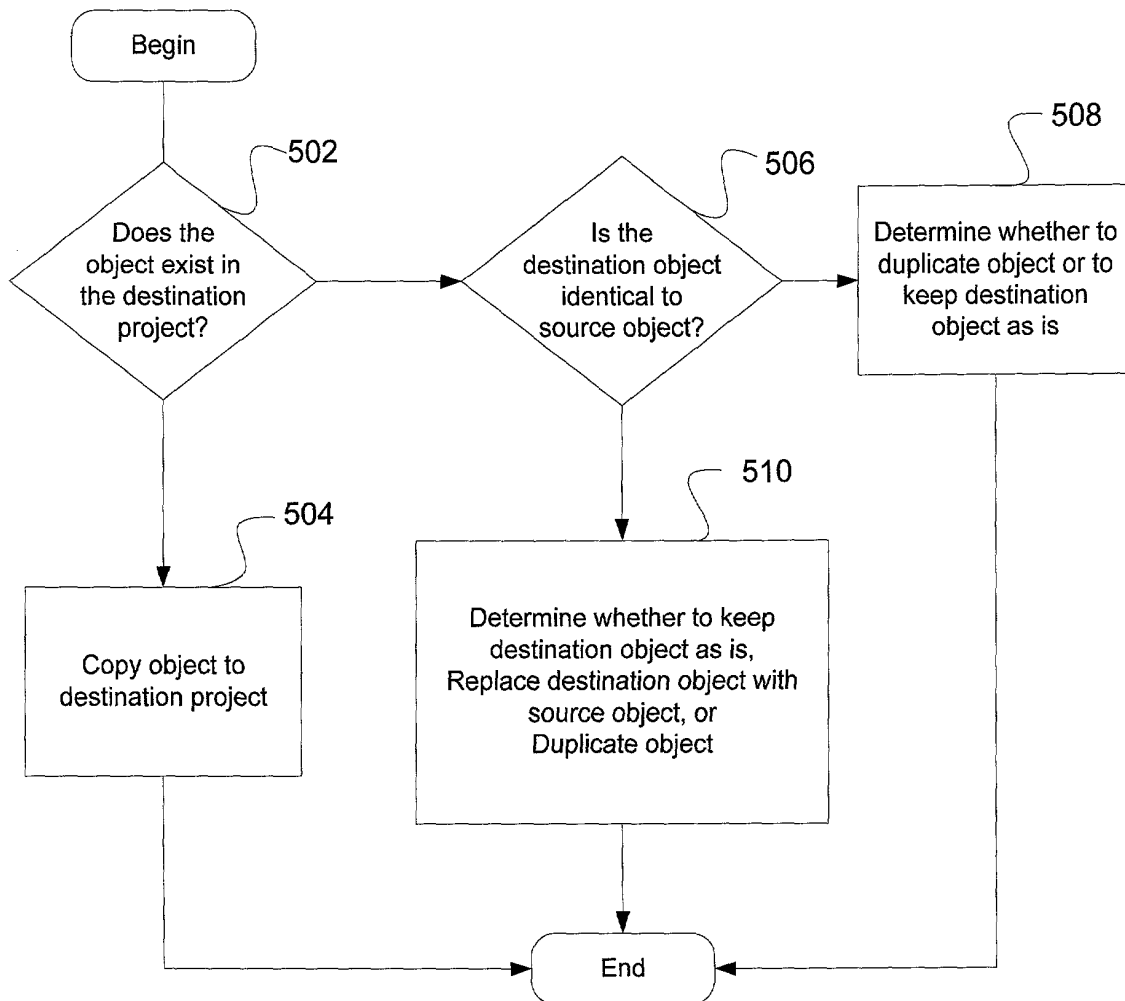 Begin
502
Does the
object exist in
the destination
project?
506
Is the
destination object
identical to
source object?
508
Determine whether to
duplicate object or to
keep destination
object as is
504
Copy object to
destination project
510
Determine whether to keep
destination object as is,
Replace destination object with
source object, or
Duplicate object
End